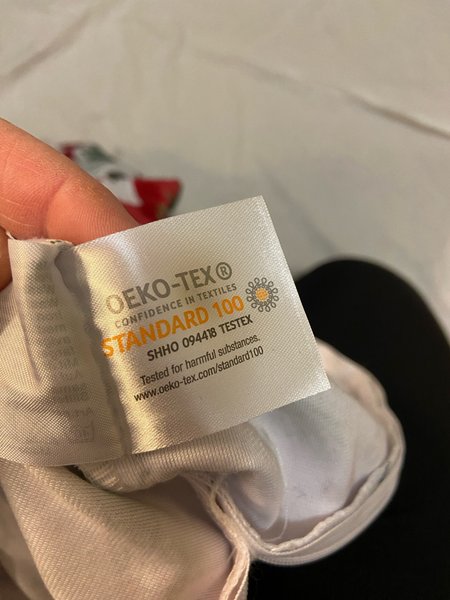 OEKO-TEX®
CONFIDENCE IN TEXTILES
STANDARD 100
SHHO 094418 TESTEX
Tested for harmful substances.
www.oeko-tex.com/standard100